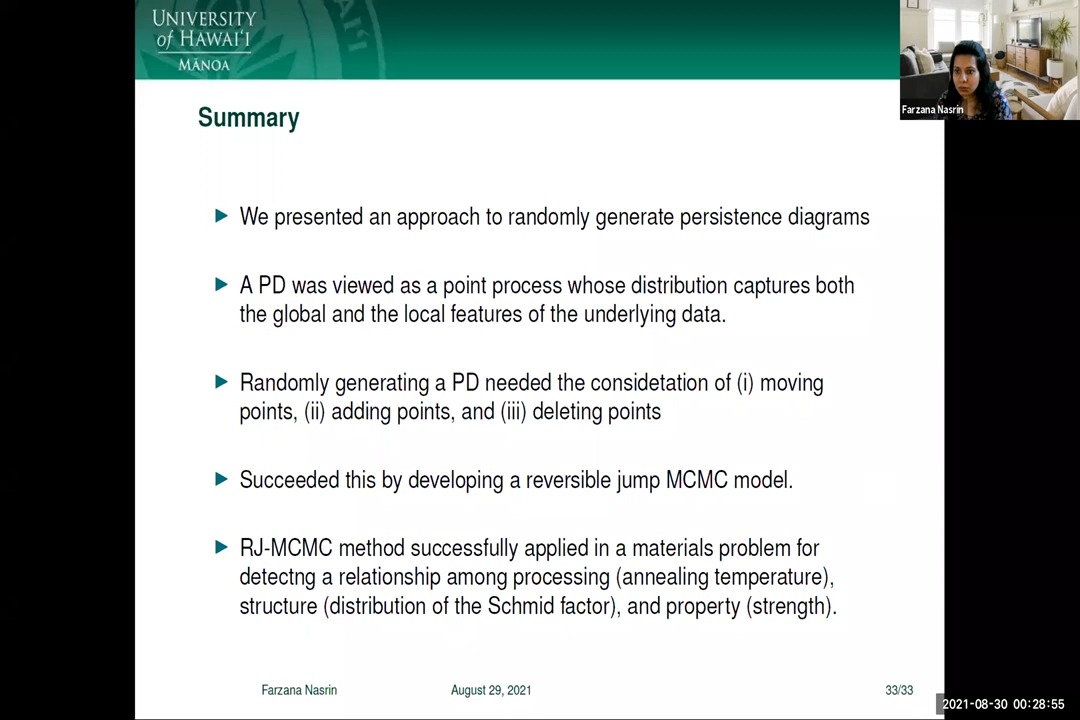 UNIVERSITY
of HAWAIʻI
MĀNOA
Farzana Nasrin
Summary
We presented an approach to randomly generate persistence diagrams
A PD was viewed as a point process whose distribution captures both
the global and the local features of the underlying data.
Randomly generating a PD needed the considetation of (i) moving
points, (ii) adding points, and (iii) deleting points
Succeeded this by developing a reversible jump MCMC model.
RJ-MCMC method successfully applied in a materials problem for
detectng a relationship among processing (annealing temperature),
structure (distribution of the Schmid factor), and property (strength).
Farzana Nasrin August 29, 2021 33/33
2021-08-30 00:28:55